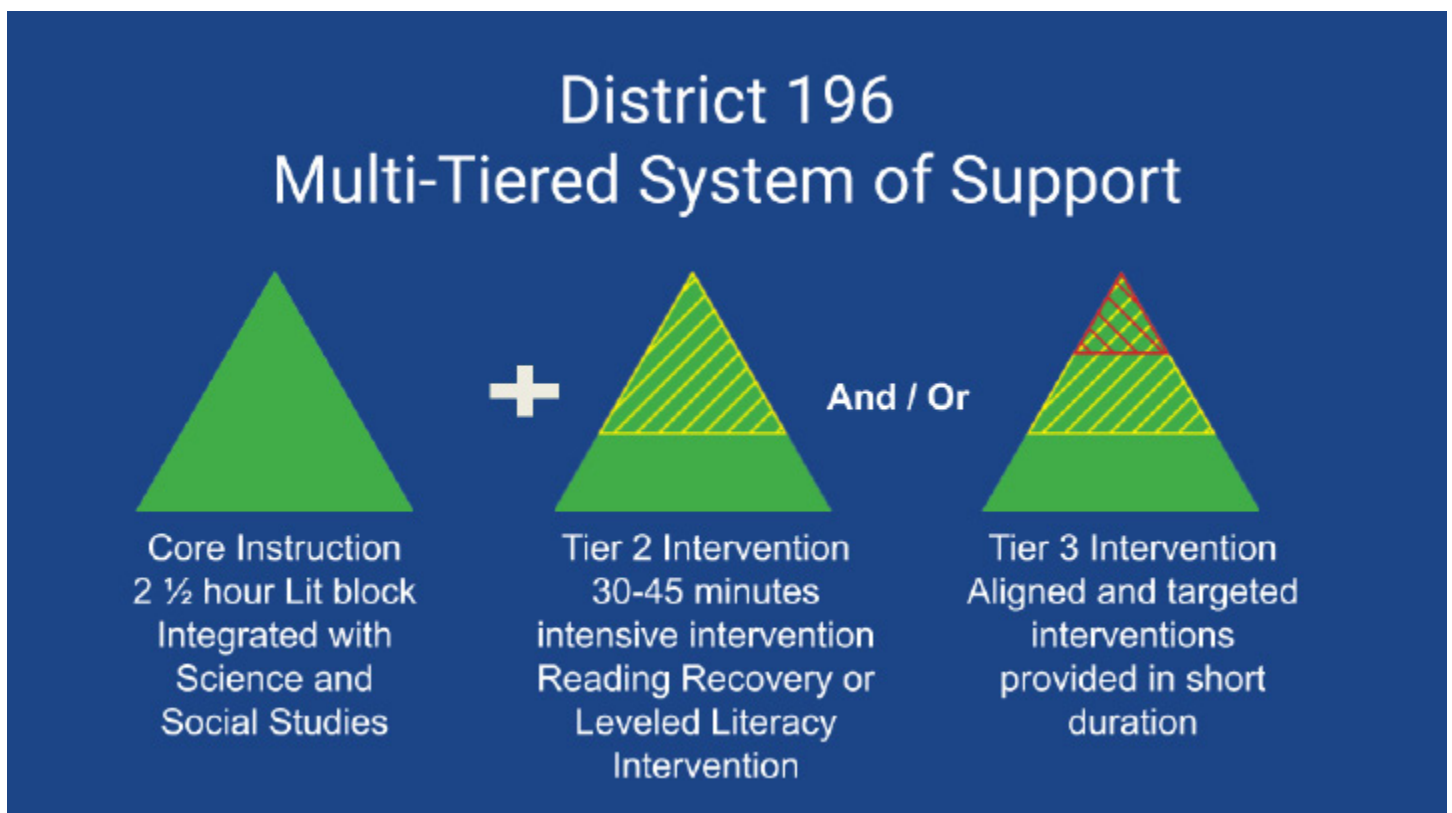 District 196
Multi-Tiered System of Support
And / Or
Core Instruction
2 ½ hour Lit block
Integrated with
Science and
Social Studies
Tier 2 Intervention
30-45 minutes
intensive intervention
Reading Recovery or
Leveled Literacy
Intervention
Tier 3 Intervention
Aligned and targeted
interventions
provided in short
duration